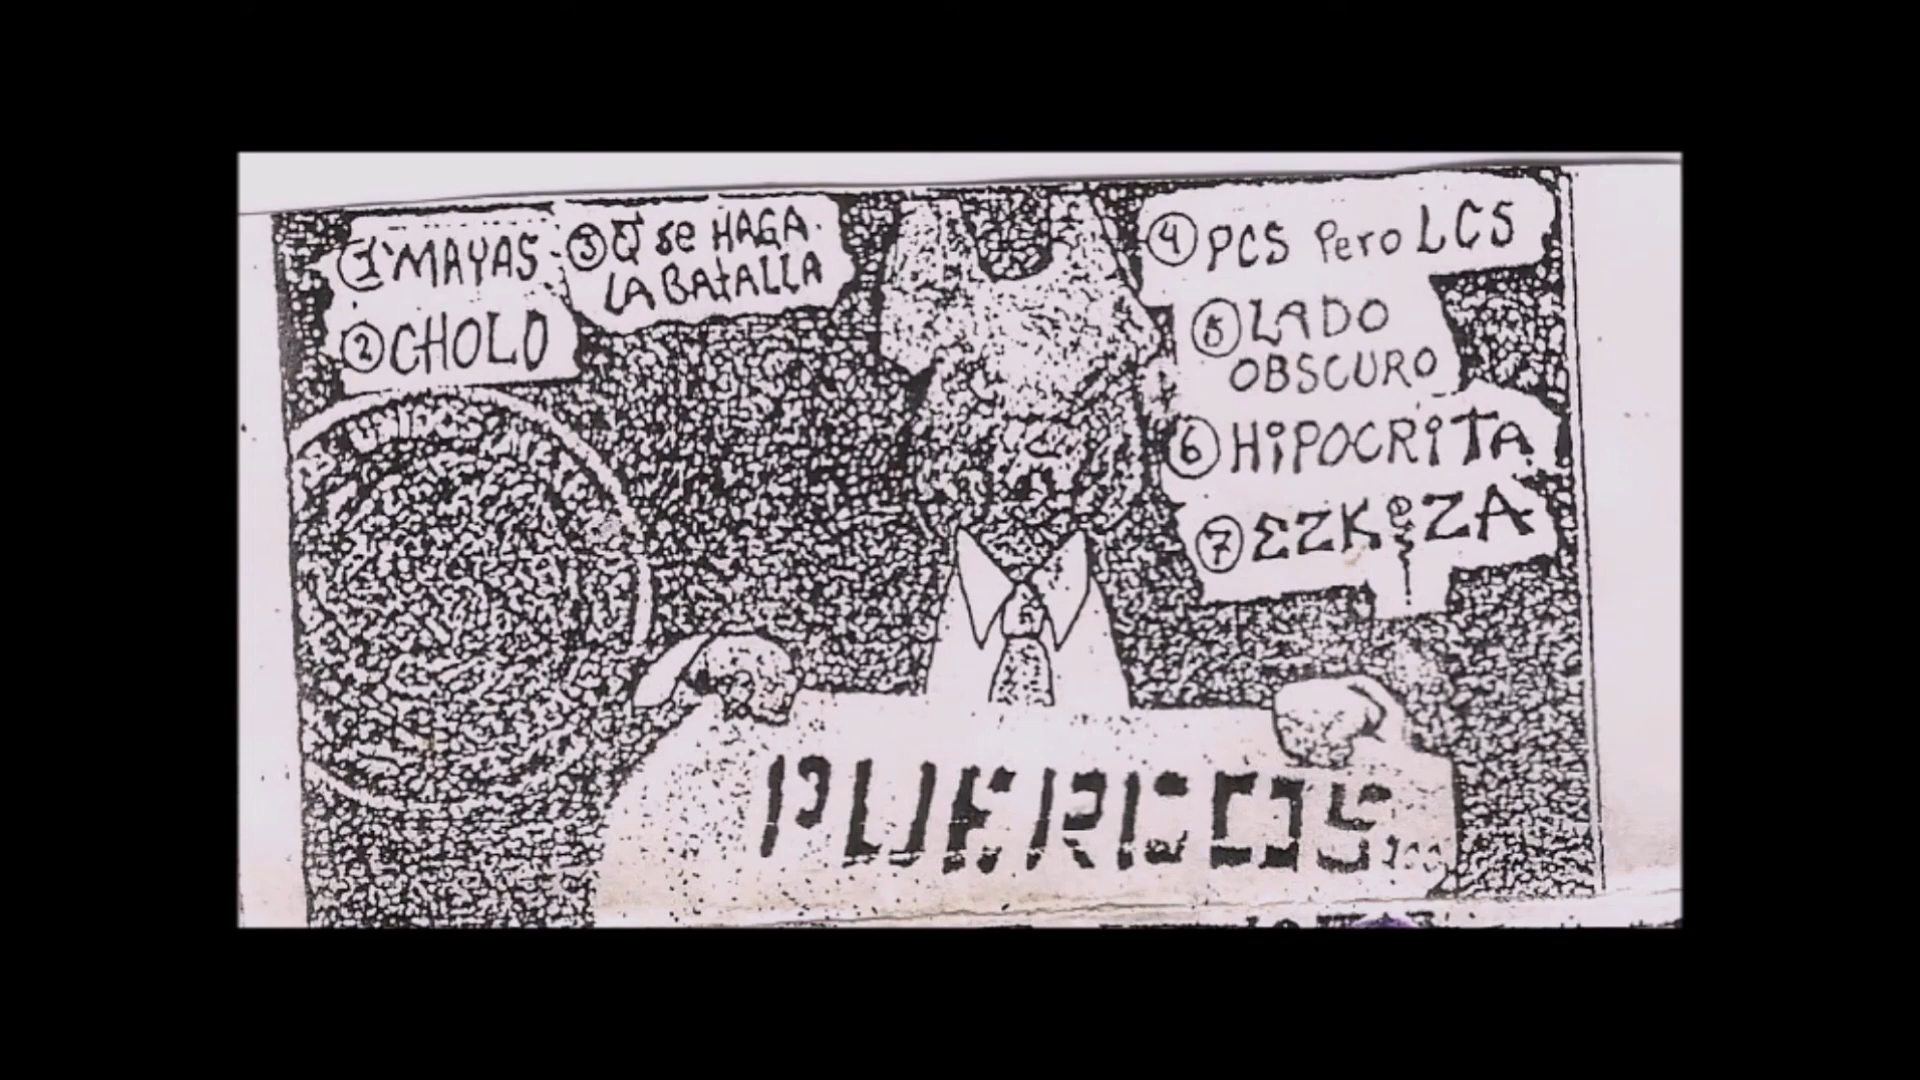 ① MAYAS
② CHOLO
③ Q̄ se HAGA
LA BAtALLA
④ PCS Pero LCS
⑤ LADO
OBSCURO
⑥ HiPOCRiTA
⑦ EZKeZA
PUERCOS